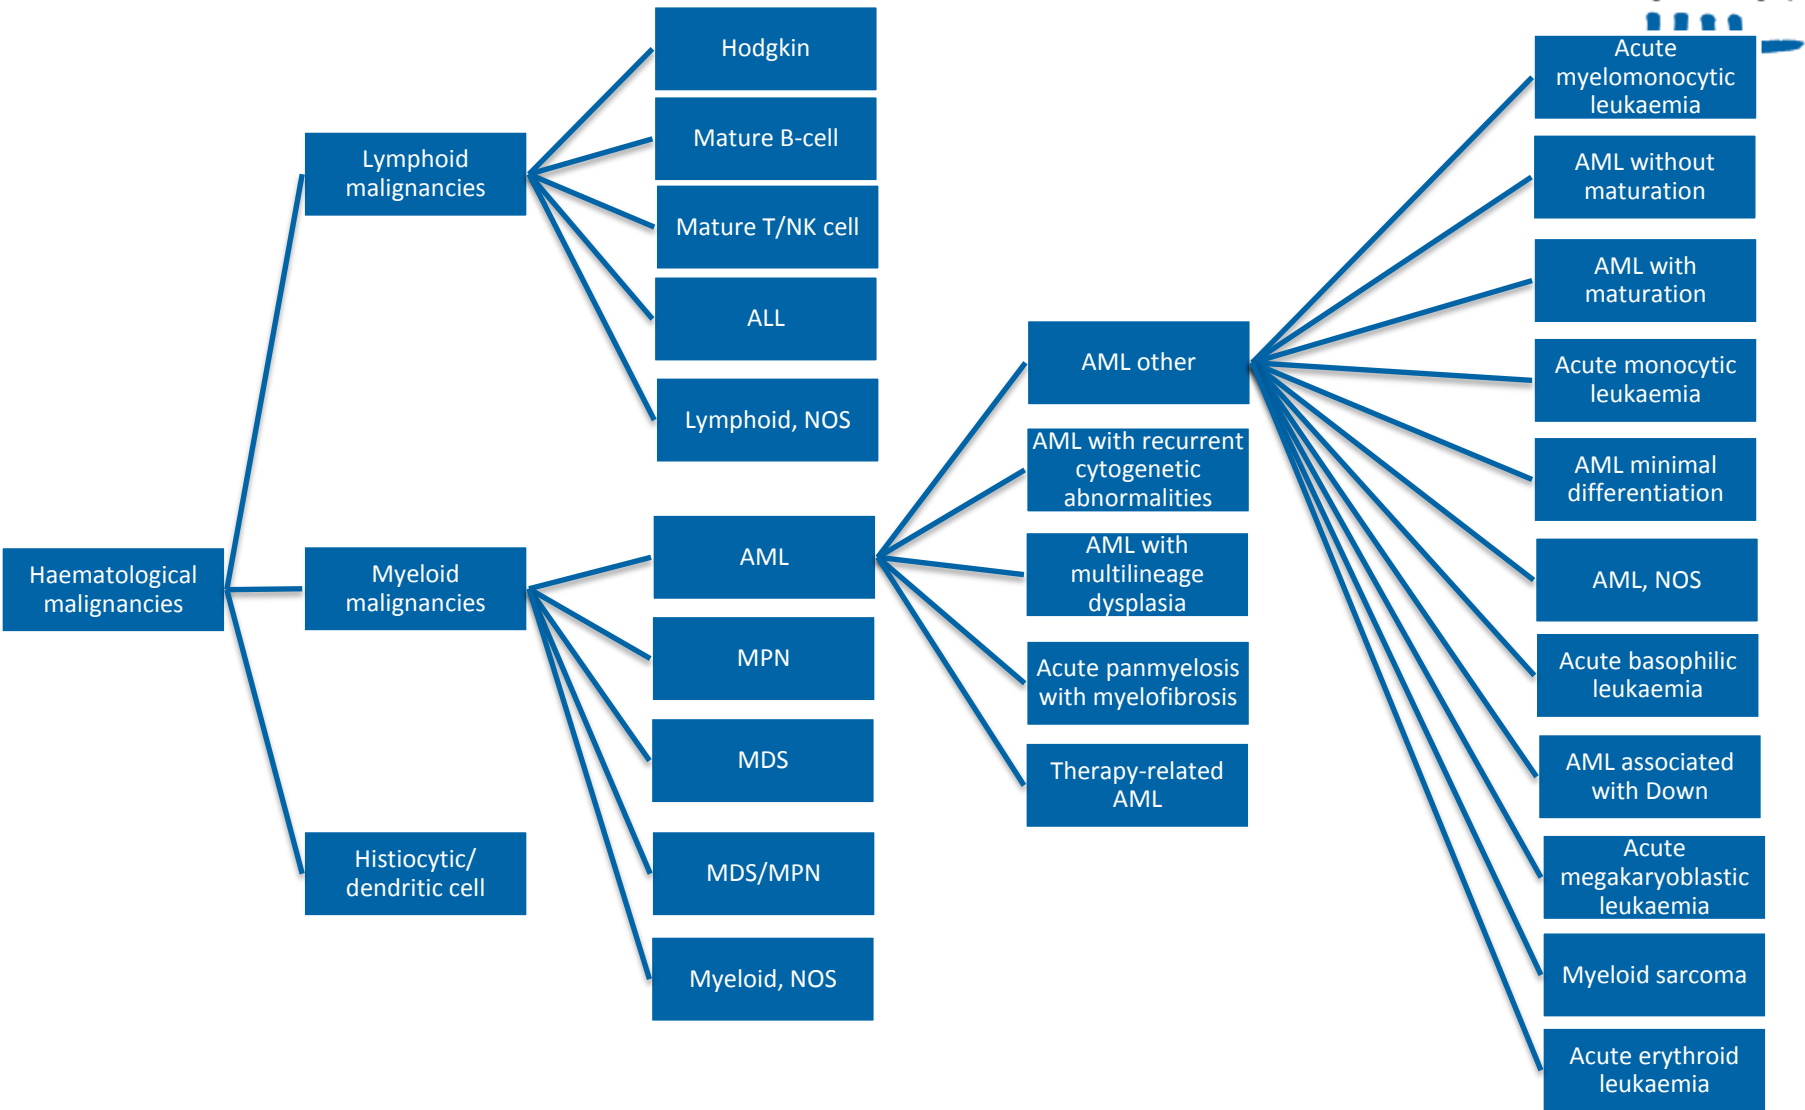 Haematological
malignancies
Lymphoid
malignancies
Myeloid
malignancies
Histiocytic/
dendritic cell
Hodgkin
Mature B-cell
Mature T/NK cell
ALL
Lymphoid, NOS
AML
MPN
MDS
MDS/MPN
Myeloid, NOS
AML other
AML with recurrent
cytogenetic
abnormalities
AML with
multilineage
dysplasia
Acute panmyelosis
with myelofibrosis
Therapy-related
AML
Acute
myelomonocytic
leukaemia
AML without
maturation
AML with
maturation
Acute monocytic
leukaemia
AML minimal
differentiation
AML, NOS
Acute basophilic
leukaemia
AML associated
with Down
Acute
megakaryoblastic
leukaemia
Myeloid sarcoma
Acute erythroid
leukaemia